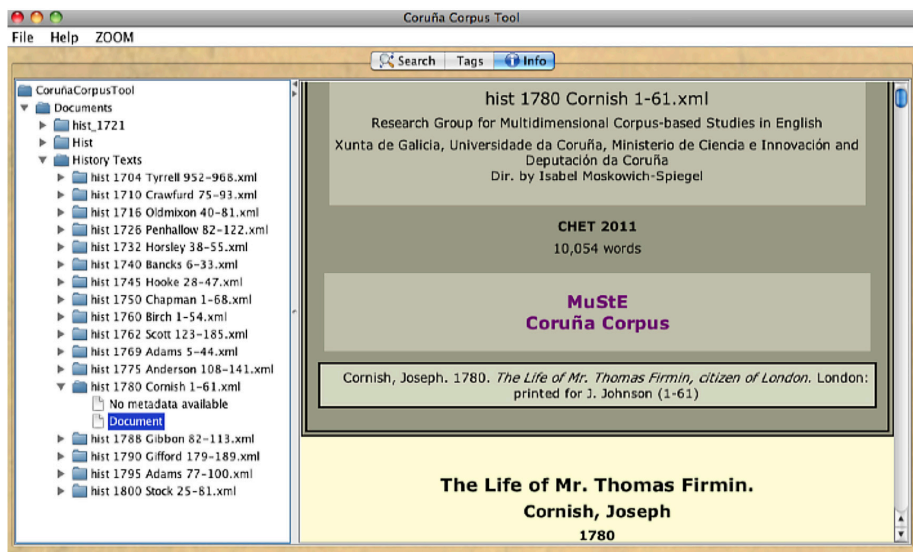 Coruña Corpus Tool
File Help ZOOM
Search Tags Info
CoruñaCorpusTool
Documents
hist_1721
Hist
History Texts
hist 1704 Tyrrell 952-968.xml
hist 1710 Crawfurd 75-93.xml
hist 1716 Oldmixon 40-81.xml
hist 1726 Penhallow 82-122.xml
hist 1732 Horsley 38-55.xml
hist 1740 Bancks 6-33.xml
hist 1745 Hooke 28-47.xml
hist 1750 Chapman 1-68.xml
hist 1760 Birch 1-54.xml
hist 1762 Scott 123-185.xml
hist 1769 Adams 5-44.xml
hist 1775 Anderson 108-141.xml
hist 1780 Cornish 1-61.xml
No metadata available
Document
hist 1788 Gibbon 82-113.xml
hist 1790 Gifford 179-189.xml
hist 1795 Adams 77-100.xml
hist 1800 Stock 25-81.xml
hist 1780 Cornish 1-61.xml
Research Group for Multidimensional Corpus-based Studies in English
Xunta de Galicia, Universidade da Coruña, Ministerio de Ciencia e Innovación and
Deputación da Coruña
Dir. by Isabel Moskowich-Spiegel
CHET 2011
10,054 words
MuStE
Coruña Corpus
Cornish, Joseph. 1780. The Life of Mr. Thomas Firmin, citizen of London. London:
printed for J. Johnson (1-61)
The Life of Mr. Thomas Firmin.
Cornish, Joseph
1780